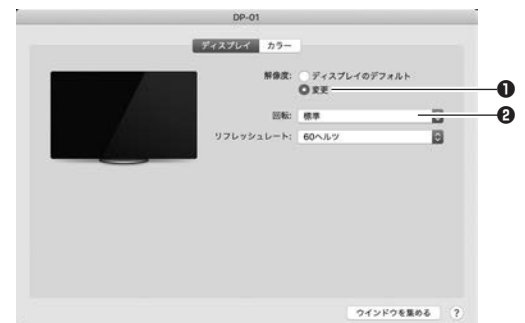 DP-01
ディスプレイ カラー
解像度: ディスプレイのデフォルト
変更 ❶
回転: 標準 ❷
リフレッシュレート: 60ヘルツ
ウインドウを集める ?